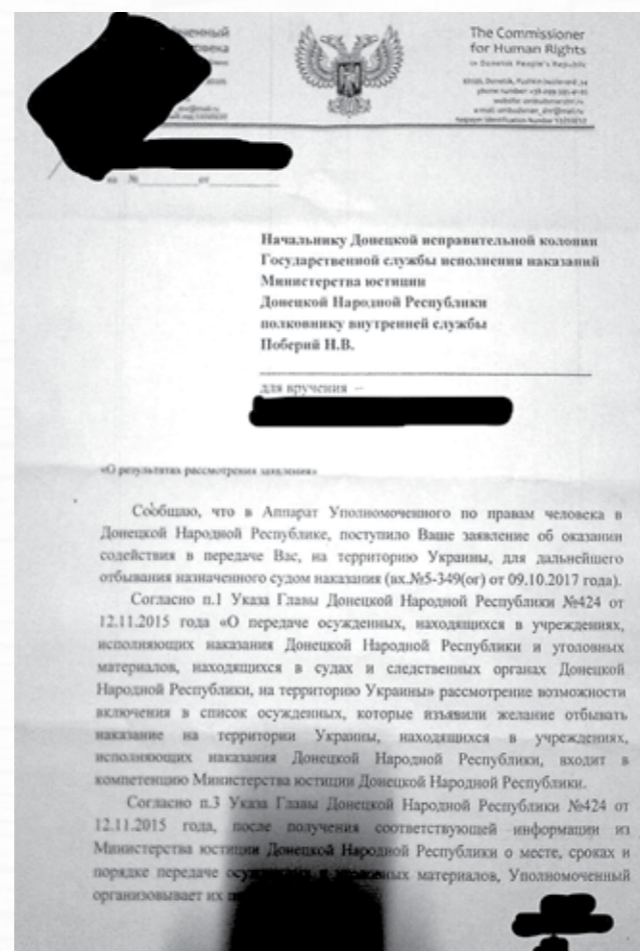 The Commissioner
for Human Rights
in Donetsk People's Republic
на №__________от__________
Начальнику Донецкой исправительной колонии
Государственной службы исполнения наказаний
Министерства юстиции
Донецкой Народной Республики
полковнику внутренней службы
Поберий Н.В.
для вручения –
«О результатах рассмотрения заявления»
Сообщаю, что в Аппарат Уполномоченного по правам человека в
Донецкой Народной Республике, поступило Ваше заявление об оказании
содействия в передаче Вас, на территорию Украины, для дальнейшего
отбывания назначенного судом наказания (вх.№5-349(ог) от 09.10.2017 года).
Согласно п.1 Указа Главы Донецкой Народной Республики №424 от
12.11.2015 года «О передаче осужденных, находящихся в учреждениях,
исполняющих наказания Донецкой Народной Республики и уголовных
материалов, находящихся в судах и следственных органах Донецкой
Народной Республики, на территорию Украины» рассмотрение возможности
включения в список осужденных, которые изъявили желание отбывать
наказание на территории Украины, находящихся в учреждениях,
исполняющих наказания Донецкой Народной Республики, входит в
компетенцию Министерства юстиции Донецкой Народной Республики.
Согласно п.3 Указа Главы Донецкой Народной Республики №424 от
12.11.2015 года, после получения соответствующей информации из
Министерства юстиции Донецкой Народной Республики о месте, сроках и
порядке передаче материалов, Уполномоченный
организовывает их